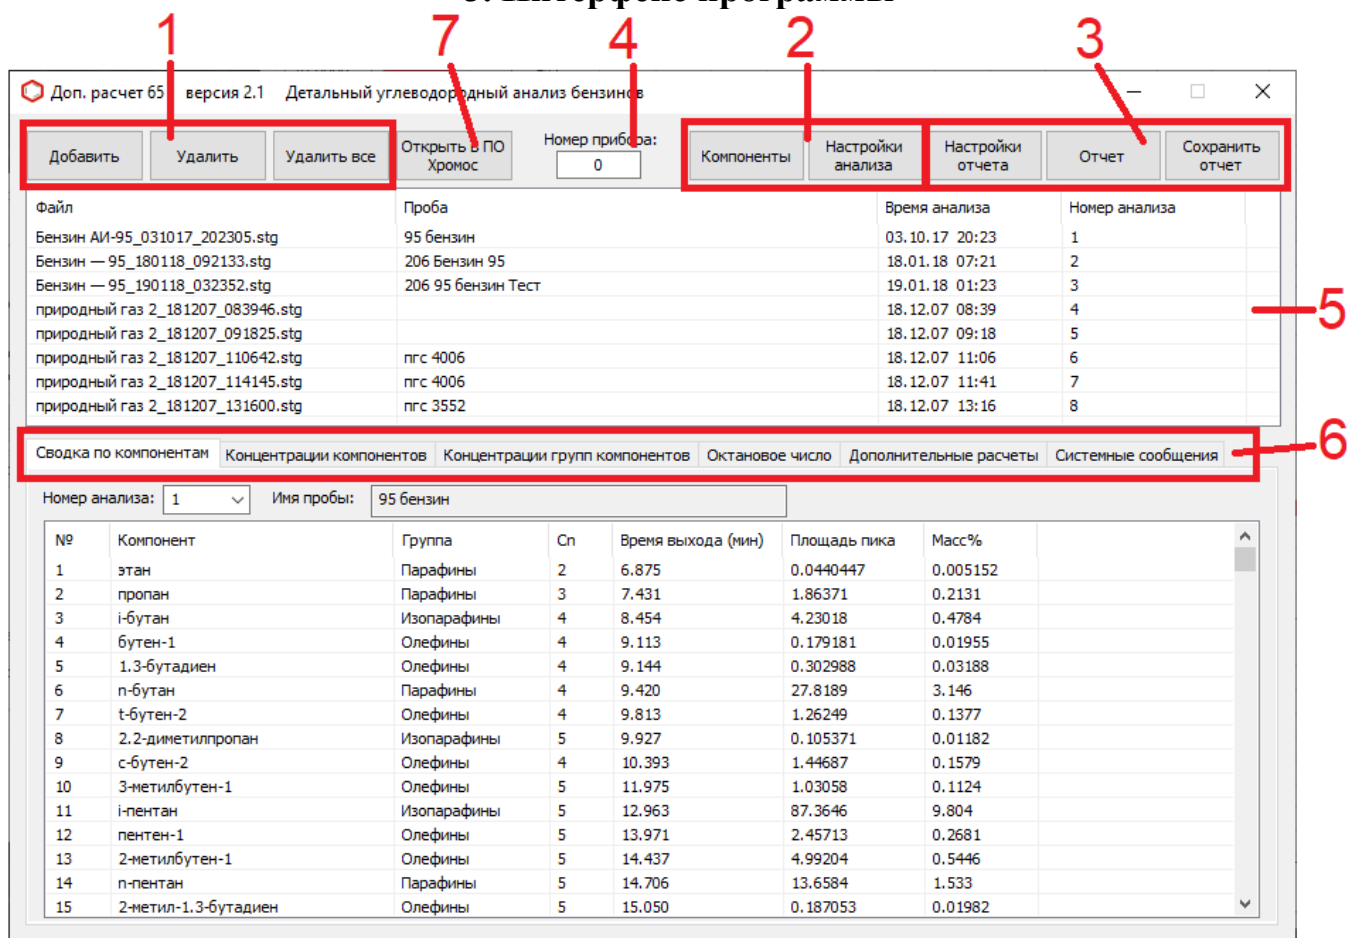 3. Интерфейс программы
1 7 4 2 3
Доп. расчет 65 версия 2.1 Детальный углеводородный анализ бензинов
Добавить Удалить Удалить все Открыть в ПО Хромос Номер прибора: 0 Компоненты Настройки анализа Настройки отчета Отчет Сохранить отчет
Файл Проба Время анализа Номер анализа
Бензин АИ-95_031017_202305.stg 95 бензин 03.10.17 20:23 1
Бензин — 95_180118_092133.stg 206 Бензин 95 18.01.18 07:21 2
Бензин — 95_190118_032352.stg 206 95 бензин Тест 19.01.18 01:23 3
природный газ 2_181207_083946.stg 18.12.07 08:39 4
5
природный газ 2_181207_091825.stg 18.12.07 09:18 5
природный газ 2_181207_110642.stg пгс 4006 18.12.07 11:06 6
природный газ 2_181207_114145.stg пгс 4006 18.12.07 11:41 7
природный газ 2_181207_131600.stg пгс 3552 18.12.07 13:16 8
Сводка по компонентам Концентрации компонентов Концентрации групп компонентов Октановое число Дополнительные расчеты Системные сообщения
6
Номер анализа: 1 Имя пробы: 95 бензин
№ Компонент Группа Cn Время выхода (мин) Площадь пика Масс%
1 этан Парафины 2 6.875 0.0440447 0.005152
2 пропан Парафины 3 7.431 1.86371 0.2131
3 i-бутан Изопарафины 4 8.454 4.23018 0.4784
4 бутен-1 Олефины 4 9.113 0.179181 0.01955
5 1.3-бутадиен Олефины 4 9.144 0.302988 0.03188
6 n-бутан Парафины 4 9.420 27.8189 3.146
7 t-бутен-2 Олефины 4 9.813 1.26249 0.1377
8 2.2-диметилпропан Изопарафины 5 9.927 0.105371 0.01182
9 c-бутен-2 Олефины 4 10.393 1.44687 0.1579
10 3-метилбутен-1 Олефины 5 11.975 1.03058 0.1124
11 i-пентан Изопарафины 5 12.963 87.3646 9.804
12 пентен-1 Олефины 5 13.971 2.45713 0.2681
13 2-метилбутен-1 Олефины 5 14.437 4.99204 0.5446
14 n-пентан Парафины 5 14.706 13.6584 1.533
15 2-метил-1.3-бутадиен Олефины 5 15.050 0.187053 0.01982